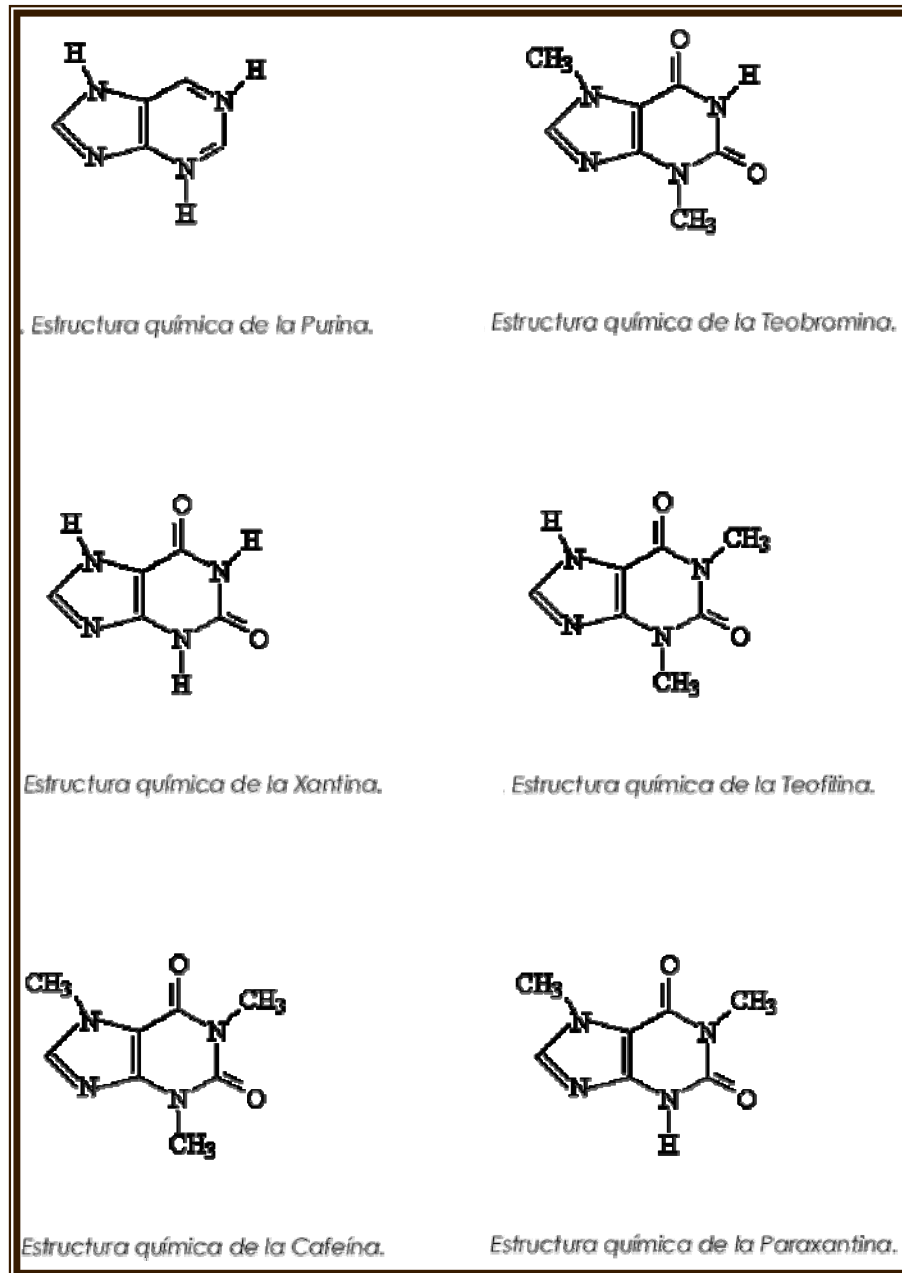 H
H
N
N
N
N
H
. Estructura química de la Purina.
O
CH3
H
N
N
N
N
O
CH3
Estructura química de la Teobromina.
O
H
H
N
N
N
N
O
H
Estructura química de la Xantina.
O
H
CH3
N
N
N
N
O
CH3
. Estructura química de la Teofilina.
O
CH3
CH3
N
N
N
N
O
CH3
Estructura química de la Cafeína.
O
CH3
CH3
N
N
N
N
O
H
Estructura química de la Paraxantina.